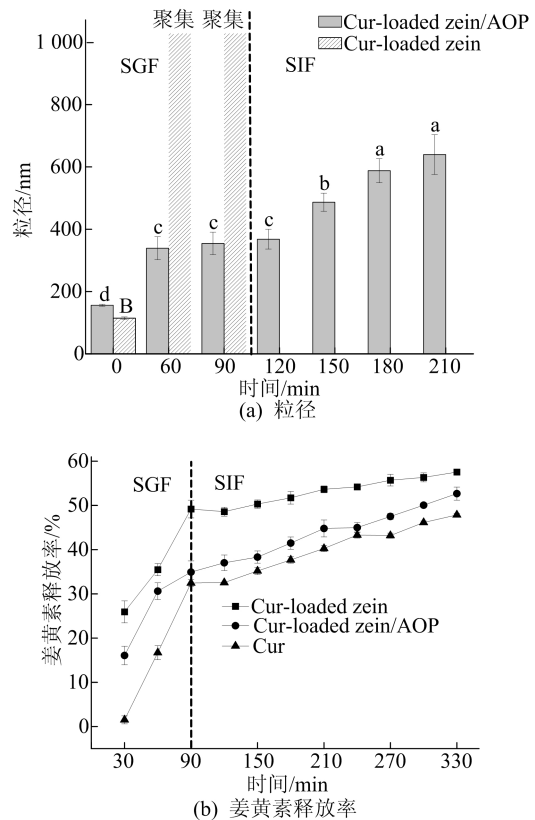 聚集 聚集
Cur-loaded zein/AOP
Cur-loaded zein
SGF SIF
1 000
800
600
400
200
0
粒径/nm
d B c c c b a a
0 60 90 120 150 180 210
时间/min
(a) 粒径
60
50
40
30
20
10
0
姜黄素释放率/%
SGF SIF
Cur-loaded zein
Cur-loaded zein/AOP
Cur
30 90 150 210 270 330
时间/min
(b) 姜黄素释放率